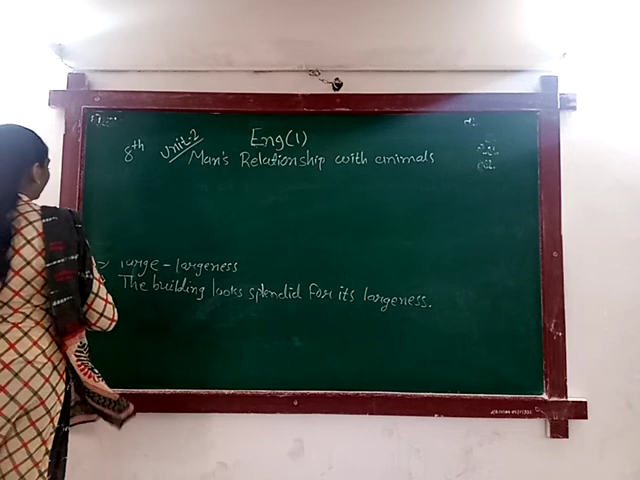 8th Unit-2 Eng(1)
Man's Relationship with animals
large - largeness
The building looks splendid for its largeness.